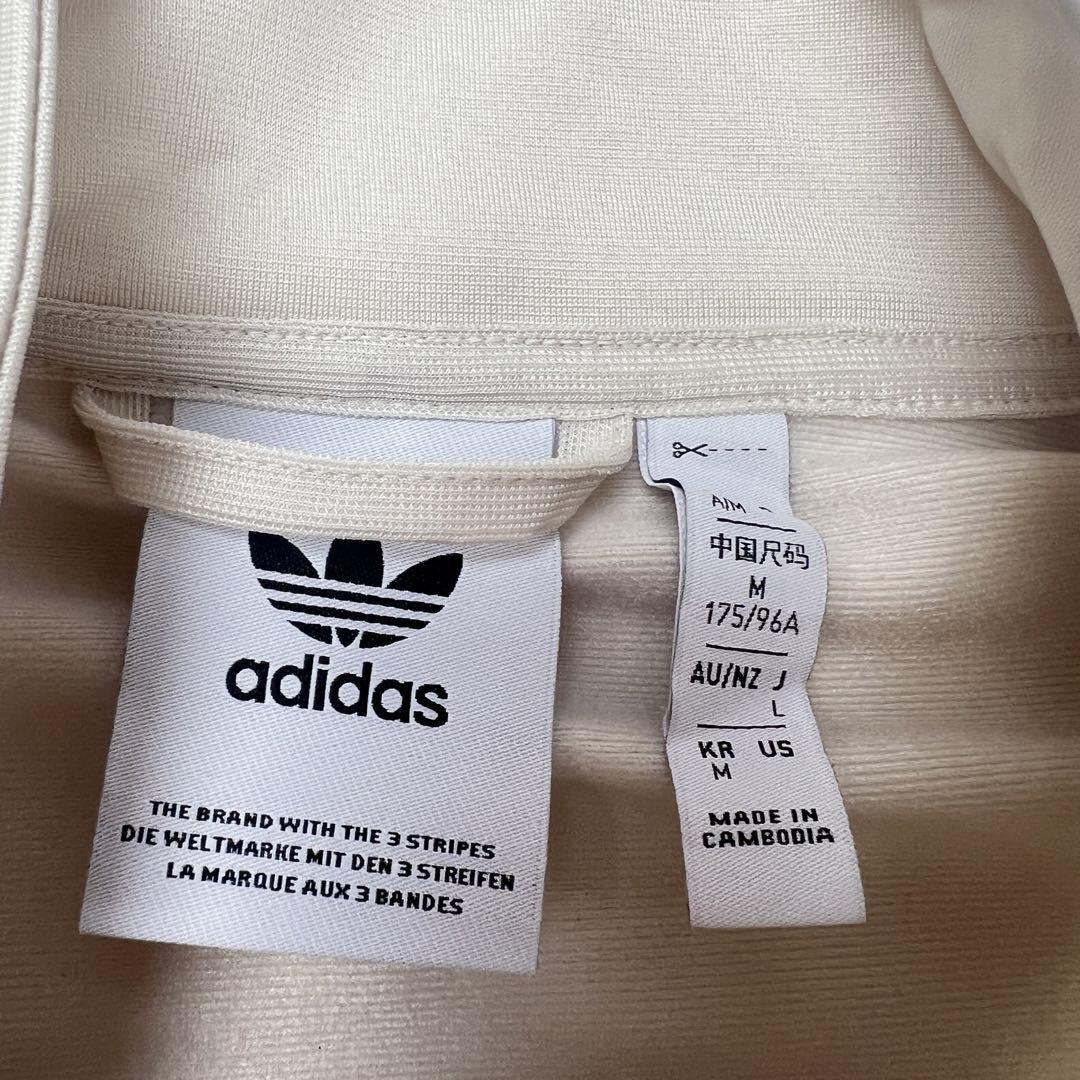 adidas
THE BRAND WITH THE 3 STRIPES
DIE WELTMARKE MIT DEN 3 STREIFEN
LA MARQUE AUX 3 BANDES
A/M -
中国尺码
M
175/96A
AU/NZ J
L
KR US
M
MADE IN
CAMBODIA